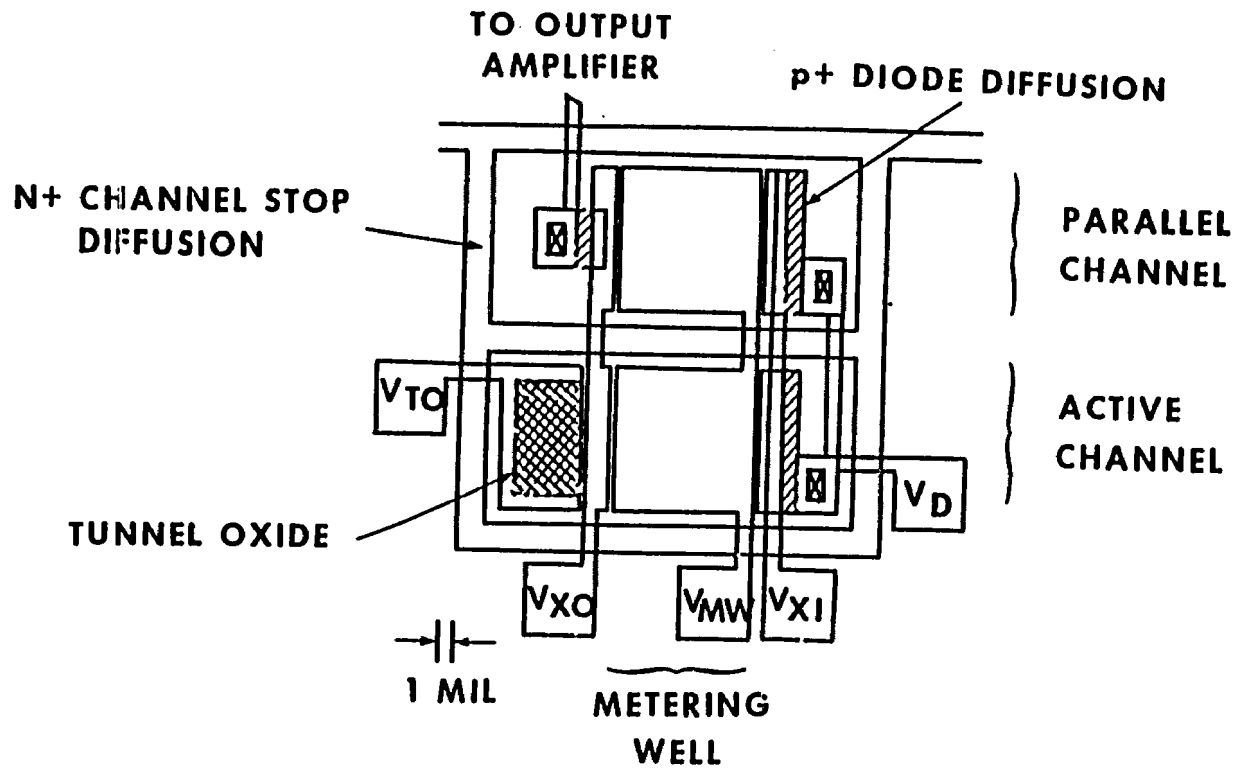 TO OUTPUT
AMPLIFIER
p+ DIODE DIFFUSION
N+ CHANNEL STOP
DIFFUSION
PARALLEL
CHANNEL
VTO
ACTIVE
CHANNEL
VD
TUNNEL OXIDE
VXO
VMW
VXI
1 MIL
METERING
WELL